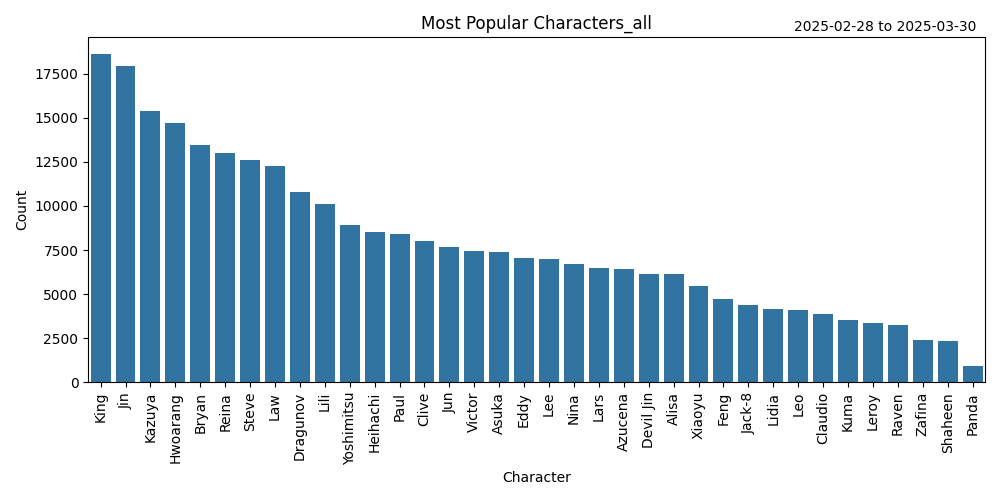 Most Popular Characters_all
2025-02-28 to 2025-03-30
Count
17500
15000
12500
10000
7500
5000
2500
0
King
Jin
Kazuya
Hwoarang
Bryan
Reina
Steve
Law
Dragunov
Lili
Yoshimitsu
Heihachi
Paul
Clive
Jun
Victor
Asuka
Eddy
Lee
Nina
Lars
Azucena
Devil Jin
Alisa
Xiaoyu
Feng
Jack-8
Lidia
Leo
Claudio
Kuma
Leroy
Raven
Zafina
Shaheen
Panda
Character